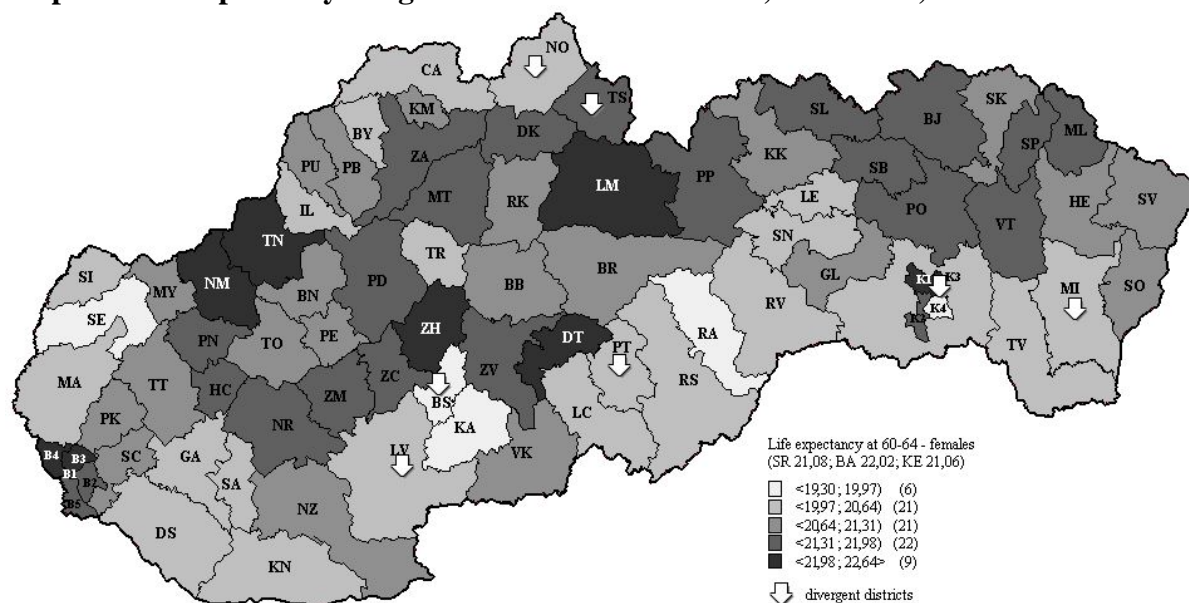 NO
CA
TS
KM
SK
SL
BJ
ML
BY
DK
SP
KK
ZA
PU
PB
SB
LM
PP
MT
RK
LE
HE
SV
PO
IL
VT
TN
SN
TR
SI
NM
MY
BN
PD
BB
BR
GL
K1
K3
MI
SO
RV
K4
SE
PE
ZH
RA
DT
PT
PN
TO
TV
MA
TT
HC
ZM
ZC
ZV
RS
BS
LC
PK
NR
KA
LV
VK
B4
B3
SC
GA
B1
B2
SA
B5
NZ
DS
KN
Life expectancy at 60-64 - females
(SR 21,08; BA 22,02; KE 21,06)
<19,30 ; 19,97) (6)
<19,97 ; 20,64) (21)
<20,64 ; 21,31) (21)
<21,31 ; 21,98) (22)
<21,98 ; 22,64> (9)
divergent districts